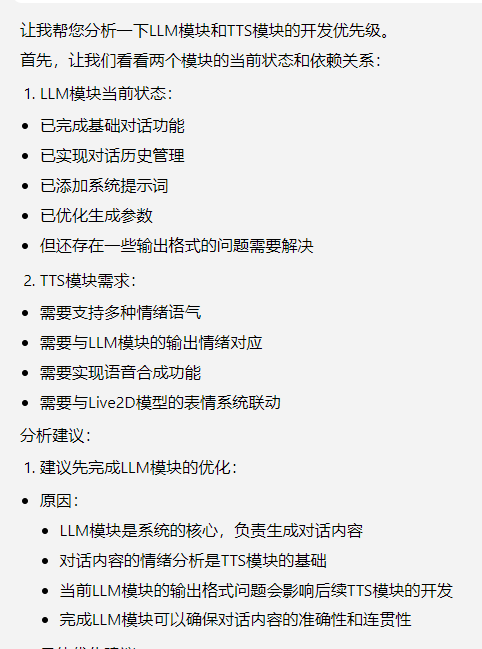 让我帮您分析一下LLM模块和TTS模块的开发优先级。
首先，让我们看看两个模块的当前状态和依赖关系：
1. LLM模块当前状态：
• 已完成基础对话功能
• 已实现对话历史管理
• 已添加系统提示词
• 已优化生成参数
• 但还存在一些输出格式的问题需要解决
2. TTS模块需求：
• 需要支持多种情绪语气
• 需要与LLM模块的输出情绪对应
• 需要实现语音合成功能
• 需要与Live2D模型的表情系统联动
分析建议：
1. 建议先完成LLM模块的优化：
• 原因：
• LLM模块是系统的核心，负责生成对话内容
• 对话内容的情绪分析是TTS模块的基础
• 当前LLM模块的输出格式问题会影响后续TTS模块的开发
• 完成LLM模块可以确保对话内容的准确性和连贯性